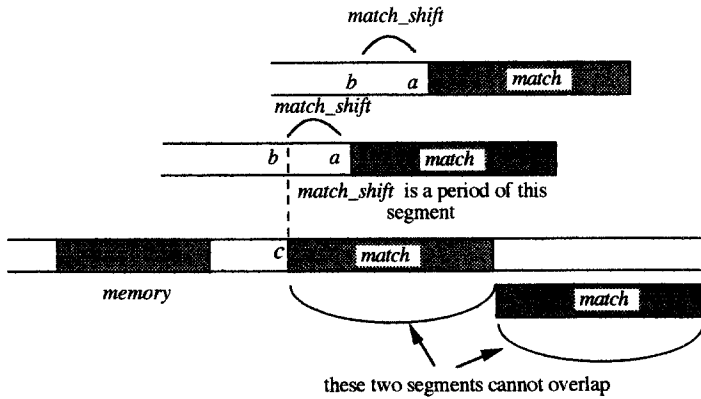 match_shift
b a match
match_shift
b a match
match_shift is a period of this
segment
c match
memory
match
these two segments cannot overlap